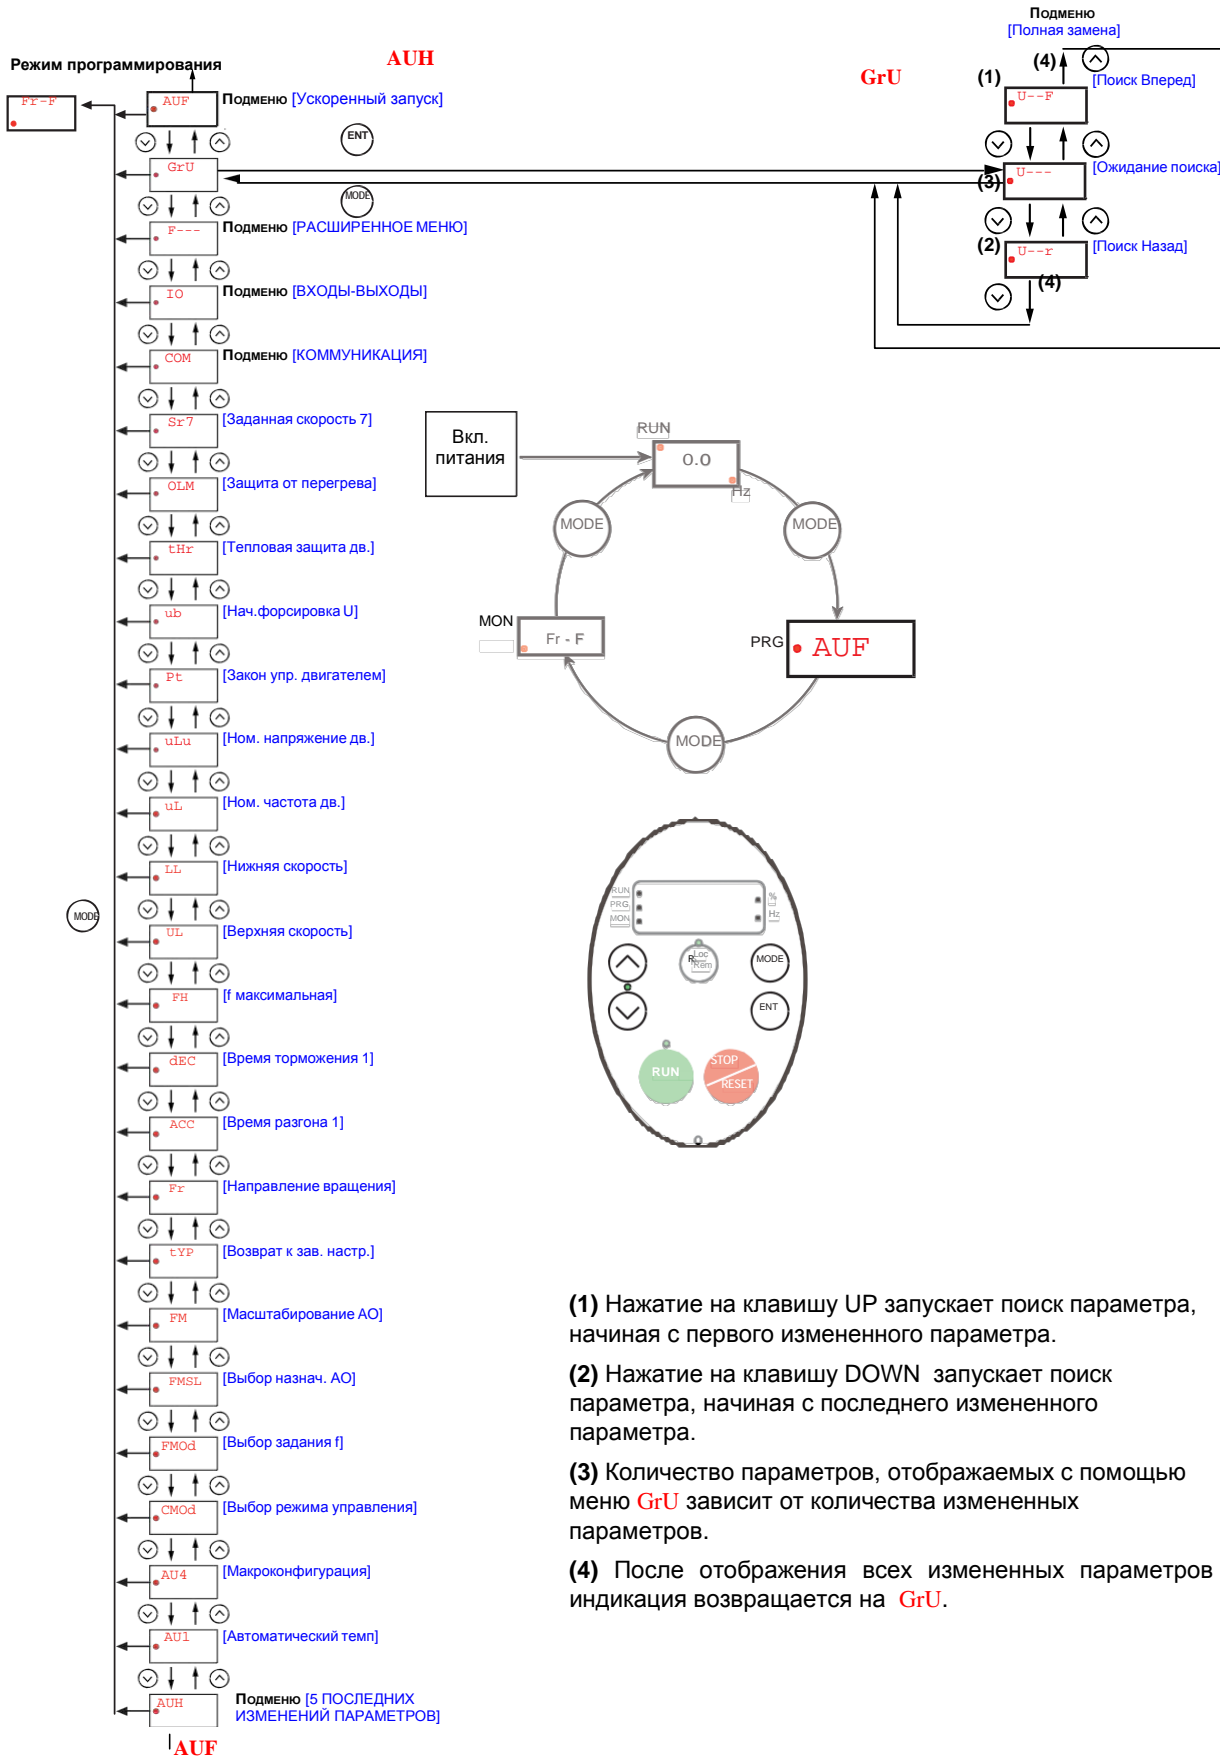 Подменю
[Полная замена]
AUH
Режим программирования
GrU
(4)
(1)
[Поиск Вперед]
Fr-F
AUF
Подменю [Ускоренный запуск]
U--F
ENT
GrU
[Ожидание поиска]
U---
(3)
MODE
F---
Подменю [РАСШИРЕННОЕ МЕНЮ]
(2)
U--r
[Поиск Назад]
(4)
IO
Подменю [ВХОДЫ-ВЫХОДЫ]
COM
Подменю [КОММУНИКАЦИЯ]
Sr7
[Заданная скорость 7]
OLM
[Защита от перегрева]
tHr
[Тепловая защита дв.]
ub
[Нач.форсировка U]
Pt
[Закон упр. двигателем]
uLu
[Ном. напряжение дв.]
uL
[Ном. частота дв.]
LL
[Нижняя скорость]
MODE
UL
[Верхняя скорость]
FH
[f максимальная]
dEC
[Время торможения 1]
ACC
[Время разгона 1]
Fr
[Направление вращения]
tYP
[Возврат к зав. настр.]
FM
[Масштабирование АО]
FMSL
[Выбор назнач. АО]
FMOd
[Выбор задания f]
CMOd
[Выбор режима управления]
AU4
[Макроконфигурация]
AU1
[Автоматический темп]
AUH
Подменю [5 ПОСЛЕДНИХ
ИЗМЕНЕНИЙ ПАРАМЕТРОВ]
AUF
Вкл.
питания
RUN
0.0
Hz
MODE
MODE
MON
Fr - F
PRG
AUF
MODE
RUN
PRG
MON
%
Hz
R
Loc
Rem
MODE
ENT
RUN
STOP
RESET
(1) Нажатие на клавишу UP запускает поиск параметра,
начиная с первого измененного параметра.
(2) Нажатие на клавишу DOWN запускает поиск
параметра, начиная с последнего измененного
параметра.
(3) Количество параметров, отображаемых с помощью
меню GrU зависит от количества измененных
параметров.
(4) После отображения всех измененных параметров
индикация возвращается на GrU.